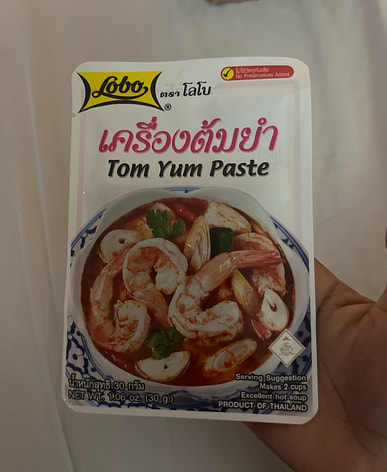 Lobo
ตรา โลโบ
®
ไม่ใช้วัตถุกันเสีย
No Preservatives Added
เครื่องต้มยำ
Tom Yum Paste
น้ำหนักสุทธิ 30 กรัม
NET WT. 1.06 oz. (30 g)
Serving Suggestion
Makes 2 cups
Excellent hot soup
PRODUCT OF THAILAND